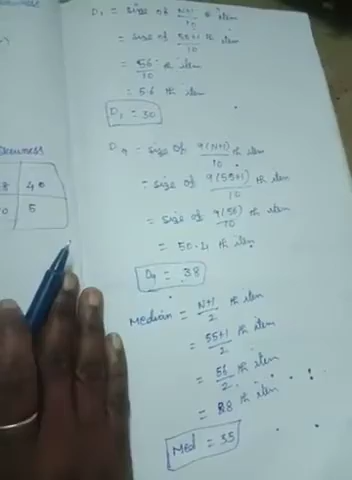 D₁ = size of N+1/10 th item
= size of 55+1/10 th item
= 56/10 th item
= 5.6 th item
D₁ = 30
D₉ = size of 9(N+1)/10 th item
= size of 9(55+1)/10 th item
= size of 9(56)/10 th item
= 50.4 th item
D₉ = 38
Median = N+1/2 th item
= 55+1/2 th item
= 56/2 th item
= 28 th item
Med = 35
8 40
0 5